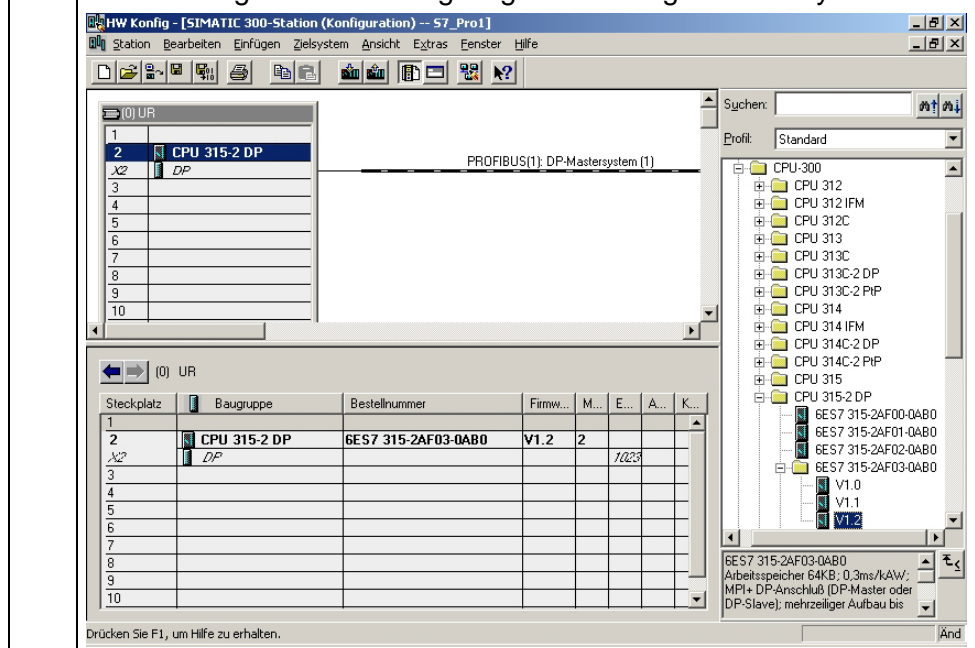 HW Konfig - [SIMATIC 300-Station (Konfiguration) -- S7_Pro1]
Station Bearbeiten Einfügen Zielsystem Ansicht Extras Fenster Hilfe
(0) UR
1
2 CPU 315-2 DP
X2 DP
3
4
5
6
7
8
9
10
PROFIBUS(1): DP-Mastersystem (1)
Suchen:
Profil: Standard
CPU-300
CPU 312
CPU 312 IFM
CPU 312C
CPU 313
CPU 313C
CPU 313C-2 DP
CPU 313C-2 PtP
CPU 314
CPU 314 IFM
CPU 314C-2 DP
CPU 314C-2 PtP
CPU 315
CPU 315-2 DP
6ES7 315-2AF00-0AB0
6ES7 315-2AF01-0AB0
6ES7 315-2AF02-0AB0
6ES7 315-2AF03-0AB0
V1.0
V1.1
V1.2
(0) UR
Steckplatz Baugruppe Bestellnummer Firmw... M... E... A... K...
1
2 CPU 315-2 DP 6ES7 315-2AF03-0AB0 V1.2 2
X2 DP 1023
3
4
5
6
7
8
9
10
6ES7 315-2AF03-0AB0
Arbeitsspeicher 64KB; 0,3ms/kAW;
MPI+ DP-Anschluß (DP-Master oder
DP-Slave); mehrzeiliger Aufbau bis
Drücken Sie F1, um Hilfe zu erhalten.
Änd